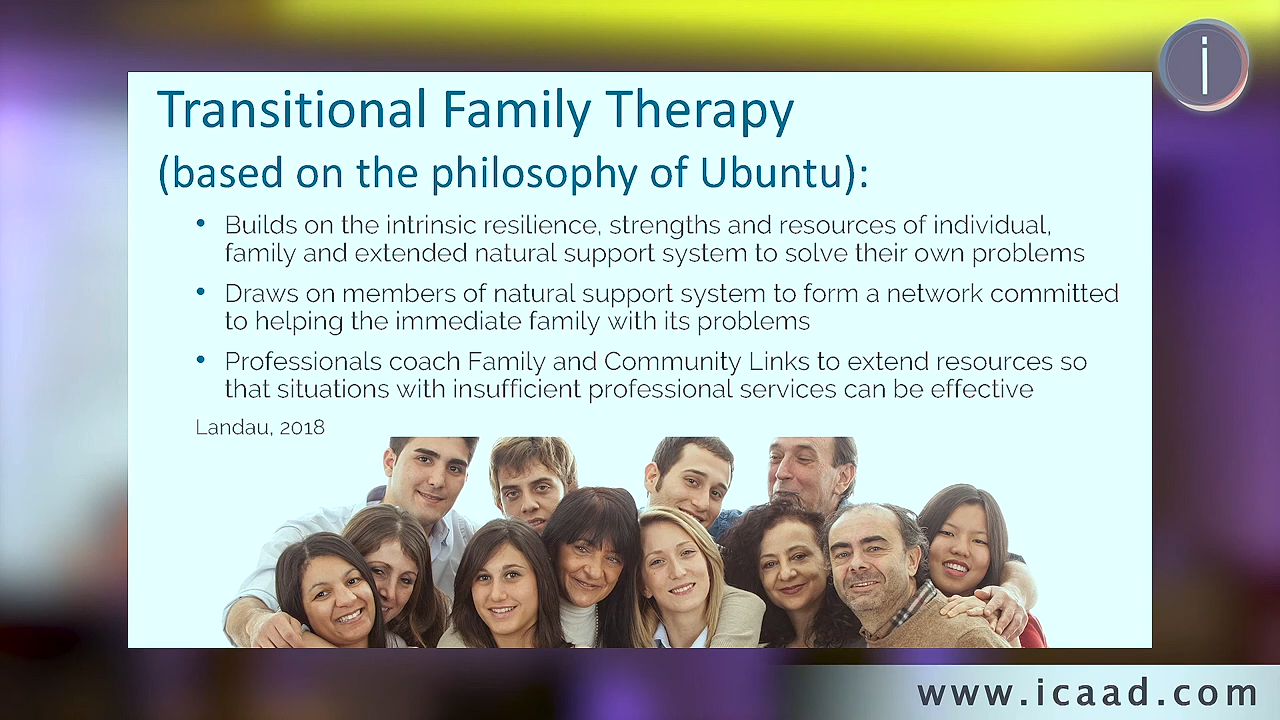 i
Transitional Family Therapy
(based on the philosophy of Ubuntu):
• Builds on the intrinsic resilience, strengths and resources of individual,
family and extended natural support system to solve their own problems
• Draws on members of natural support system to form a network committed
to helping the immediate family with its problems
• Professionals coach Family and Community Links to extend resources so
that situations with insufficient professional services can be effective
Landau, 2018
www.icaad.com